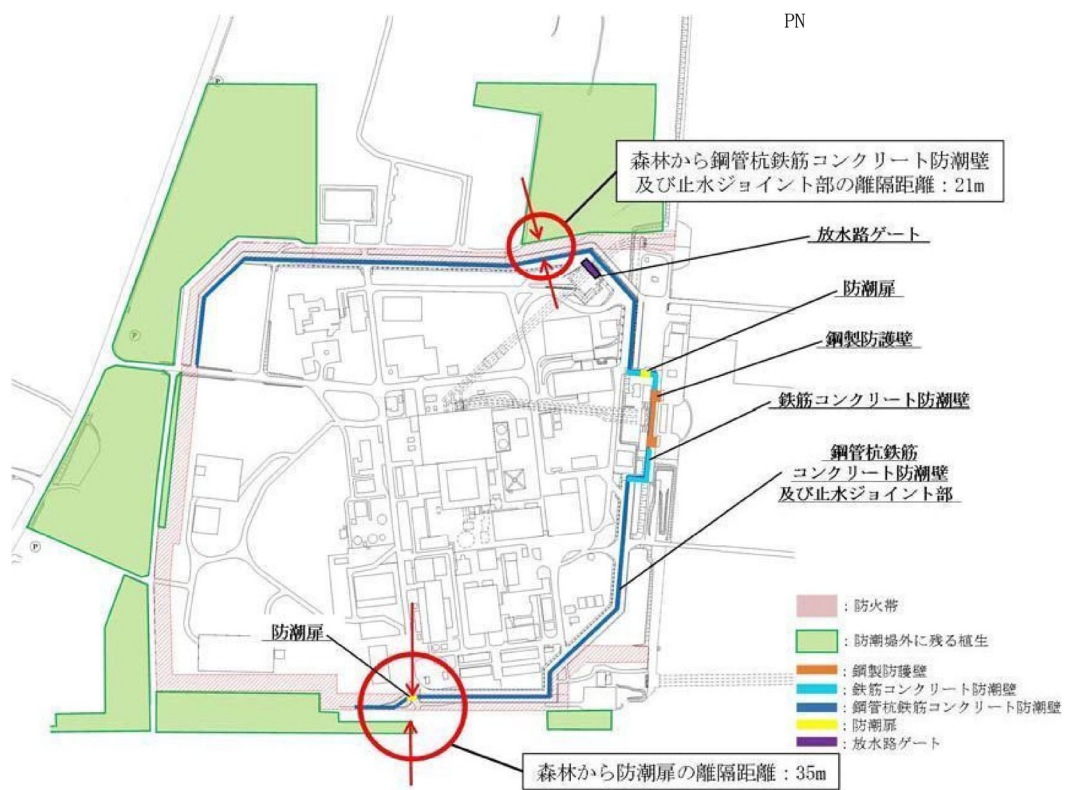 PN
P
森林から鋼管杭鉄筋コンクリート防潮壁
及び止水ジョイント部の離隔距離：21m
放水路ゲート
防潮扉
鋼製防護壁
鉄筋コンクリート防潮壁
鋼管杭鉄筋
コンクリート防潮壁
及び止水ジョイント部
P
P
防潮扉
：防火帯
：防潮堤外に残る植生
：鋼製防護壁
：鉄筋コンクリート防潮壁
：鋼管杭鉄筋コンクリート防潮壁
：防潮扉
：放水路ゲート
森林から防潮扉の離隔距離：35m